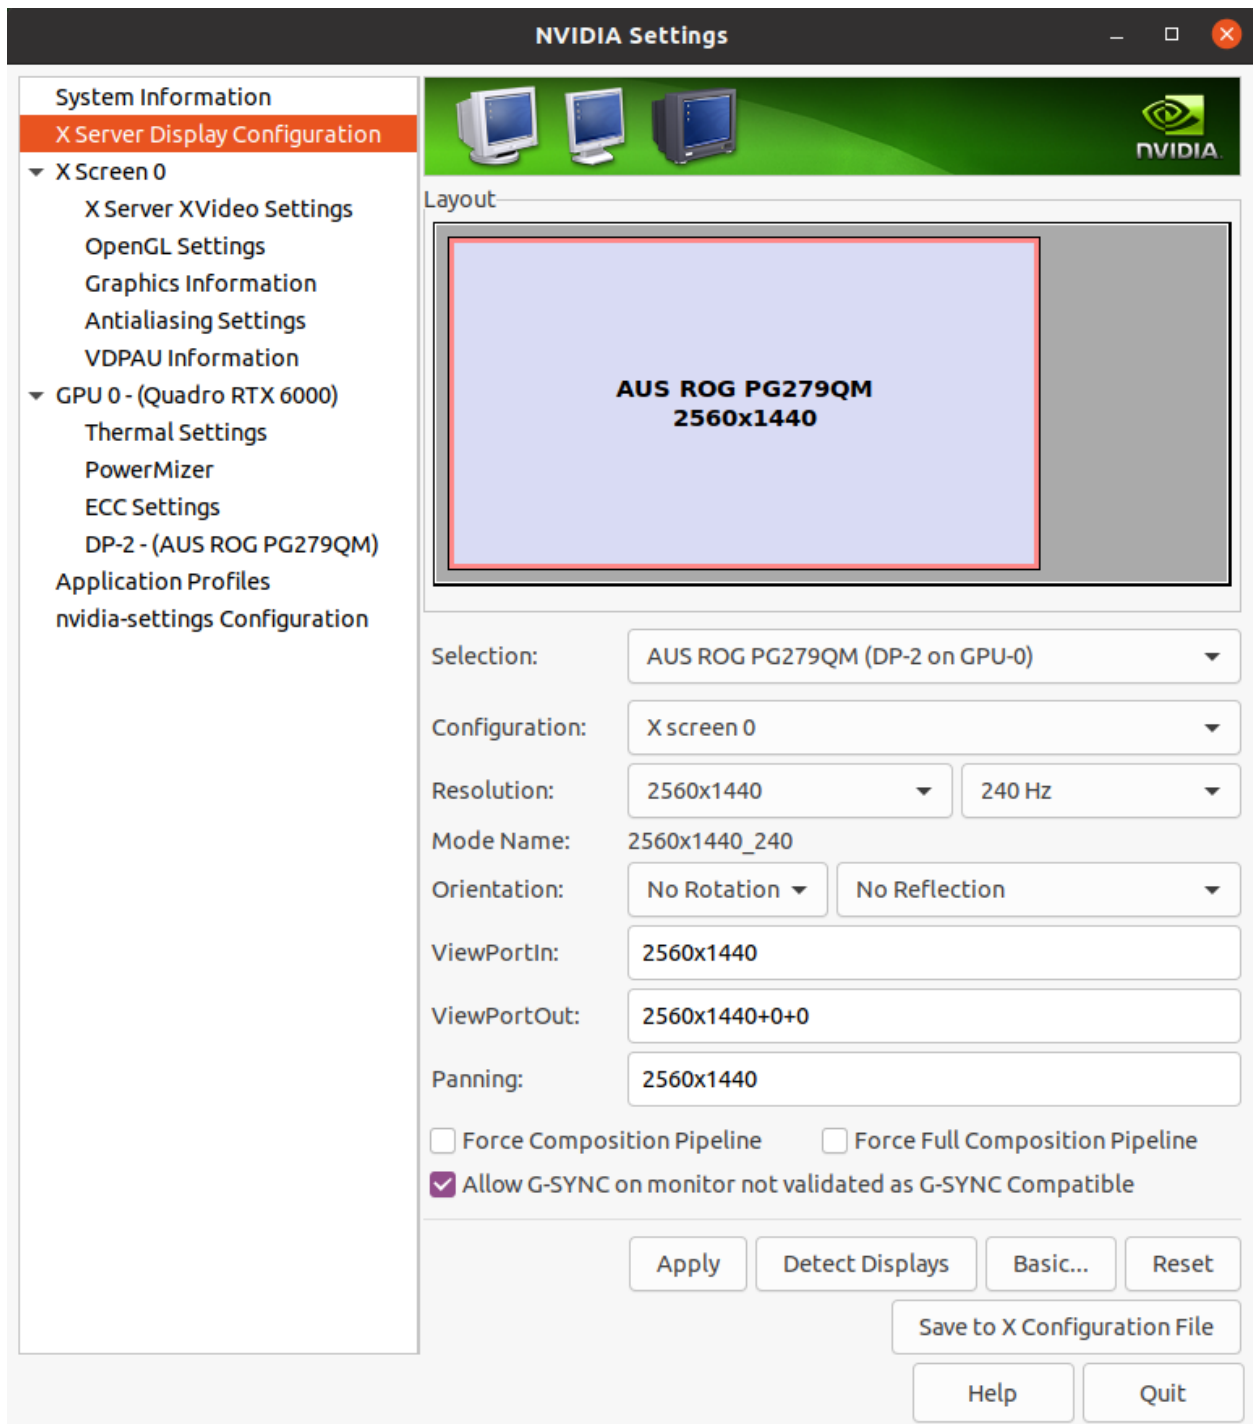 NVIDIA Settings
System Information
X Server Display Configuration
X Screen 0
X Server XVideo Settings
OpenGL Settings
Graphics Information
Antialiasing Settings
VDPAU Information
GPU 0 - (Quadro RTX 6000)
Thermal Settings
PowerMizer
ECC Settings
DP-2 - (AUS ROG PG279QM)
Application Profiles
nvidia-settings Configuration
NVIDIA.
Layout
AUS ROG PG279QM
2560x1440
Selection: AUS ROG PG279QM (DP-2 on GPU-0)
Configuration: X screen 0
Resolution: 2560x1440 240 Hz
Mode Name: 2560x1440_240
Orientation: No Rotation No Reflection
ViewPortIn: 2560x1440
ViewPortOut: 2560x1440+0+0
Panning: 2560x1440
Force Composition Pipeline Force Full Composition Pipeline
Allow G-SYNC on monitor not validated as G-SYNC Compatible
Apply Detect Displays Basic... Reset
Save to X Configuration File
Help Quit